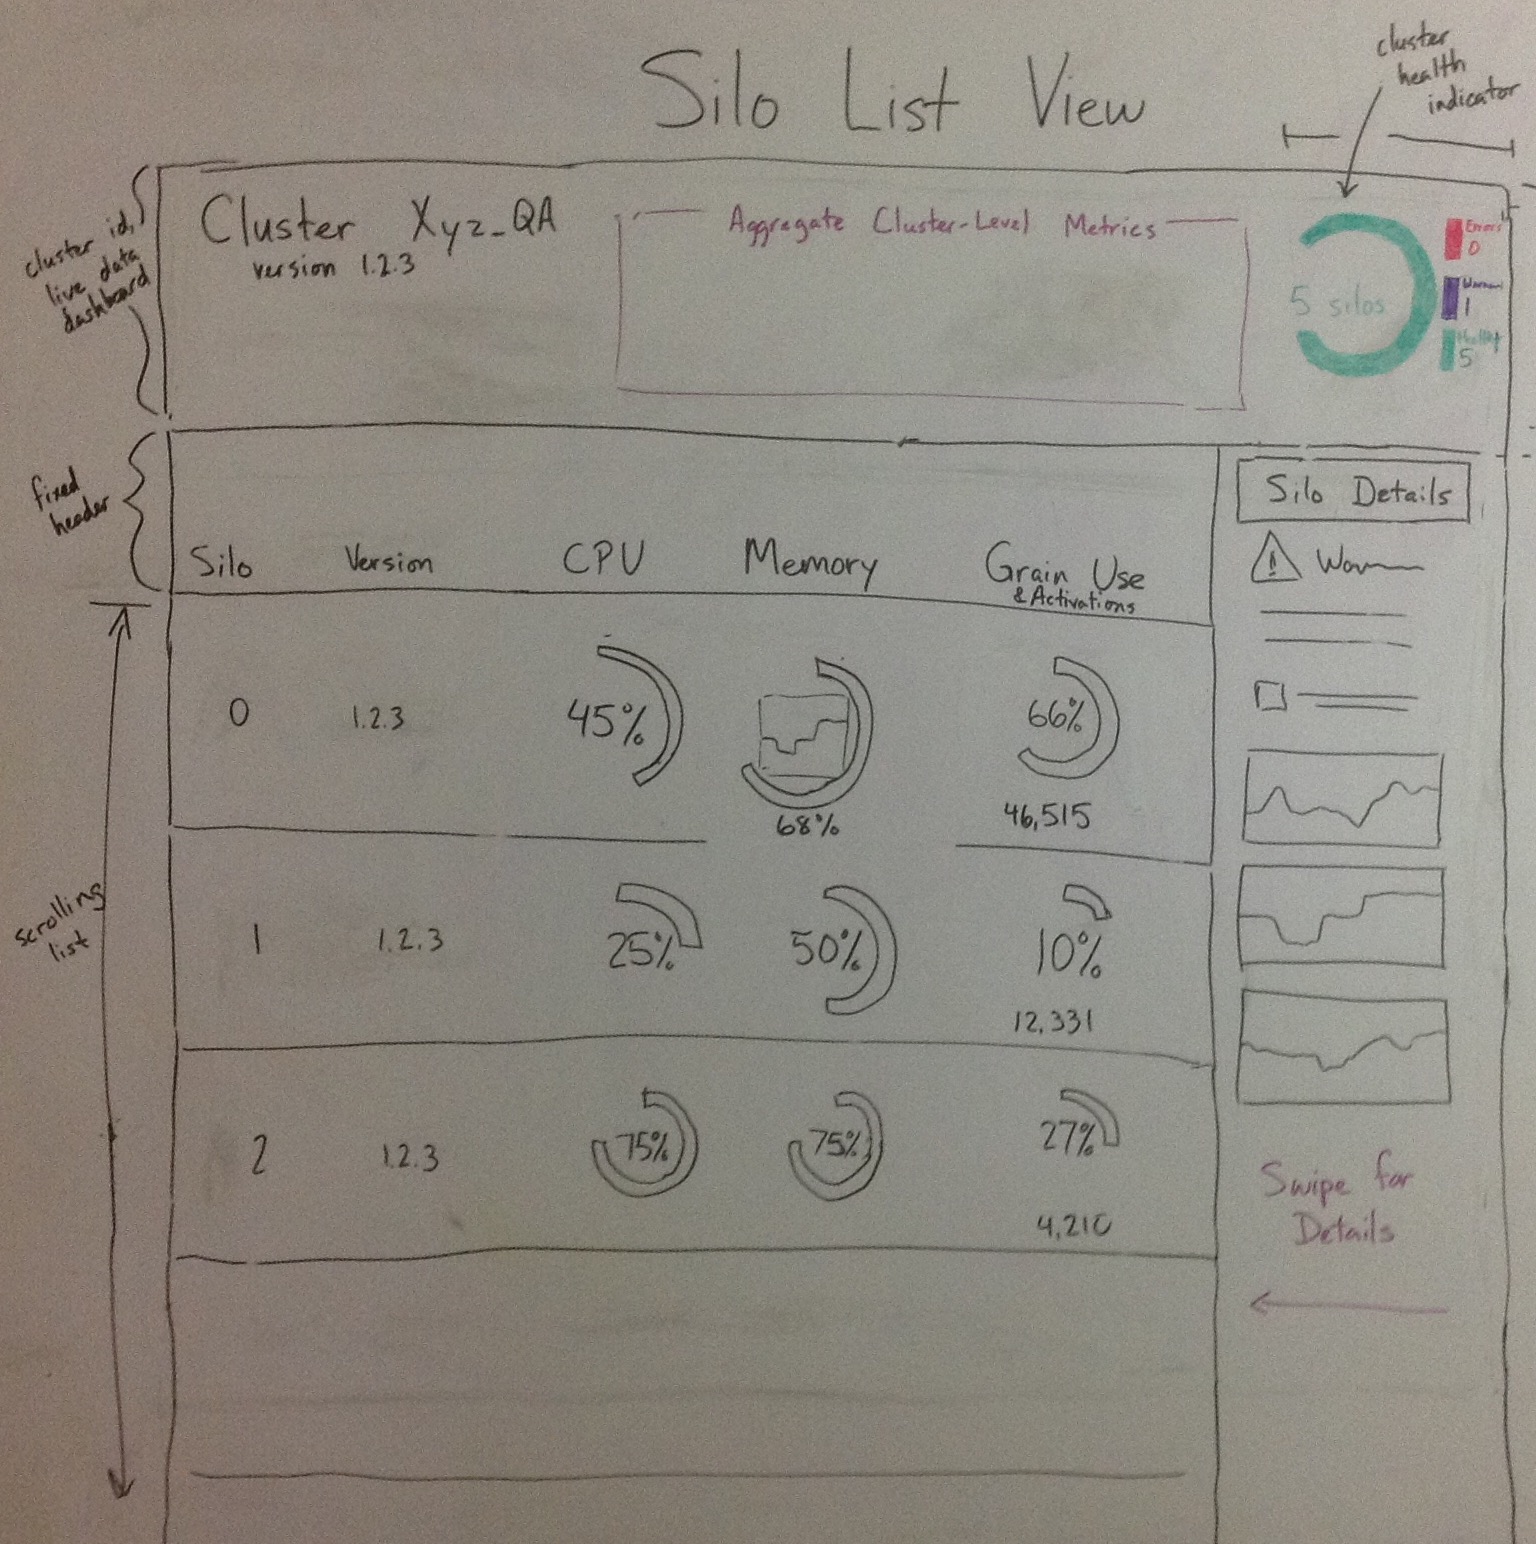 Silo List View
cluster
health
indicator
cluster id,
live data
dashboard
Cluster Xyz_QA
version 1.2.3
Aggregate Cluster-Level Metrics
5 silos
Errors
0
1
5
fixed
header
Silo Version CPU Memory Grain Use
& Activations
Silo Details
scrolling
list
0 1.2.3 45% 68% 66%
46,515
1 1.2.3 25% 50% 10%
12,331
2 1.2.3 75% 75% 27%
4,210
Swipe for
Details